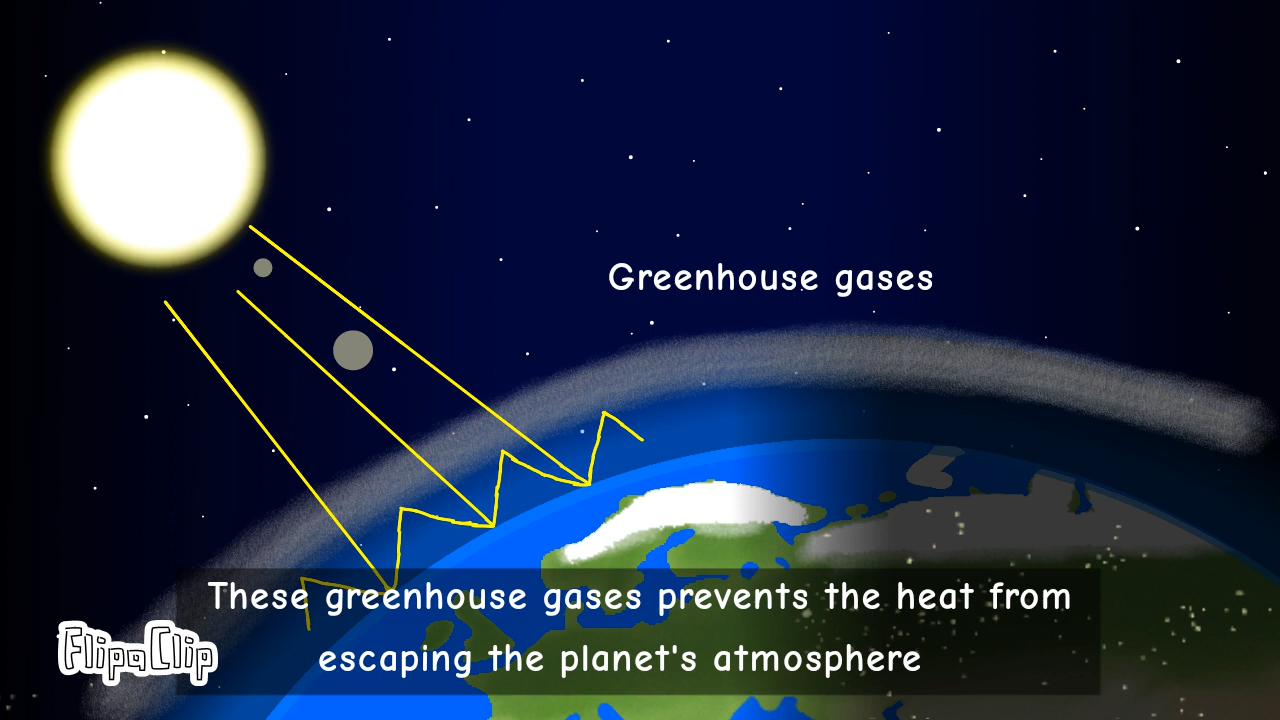 Greenhouse gases
These greenhouse gases prevents the heat from
escaping the planet's atmosphere
FlipaClip